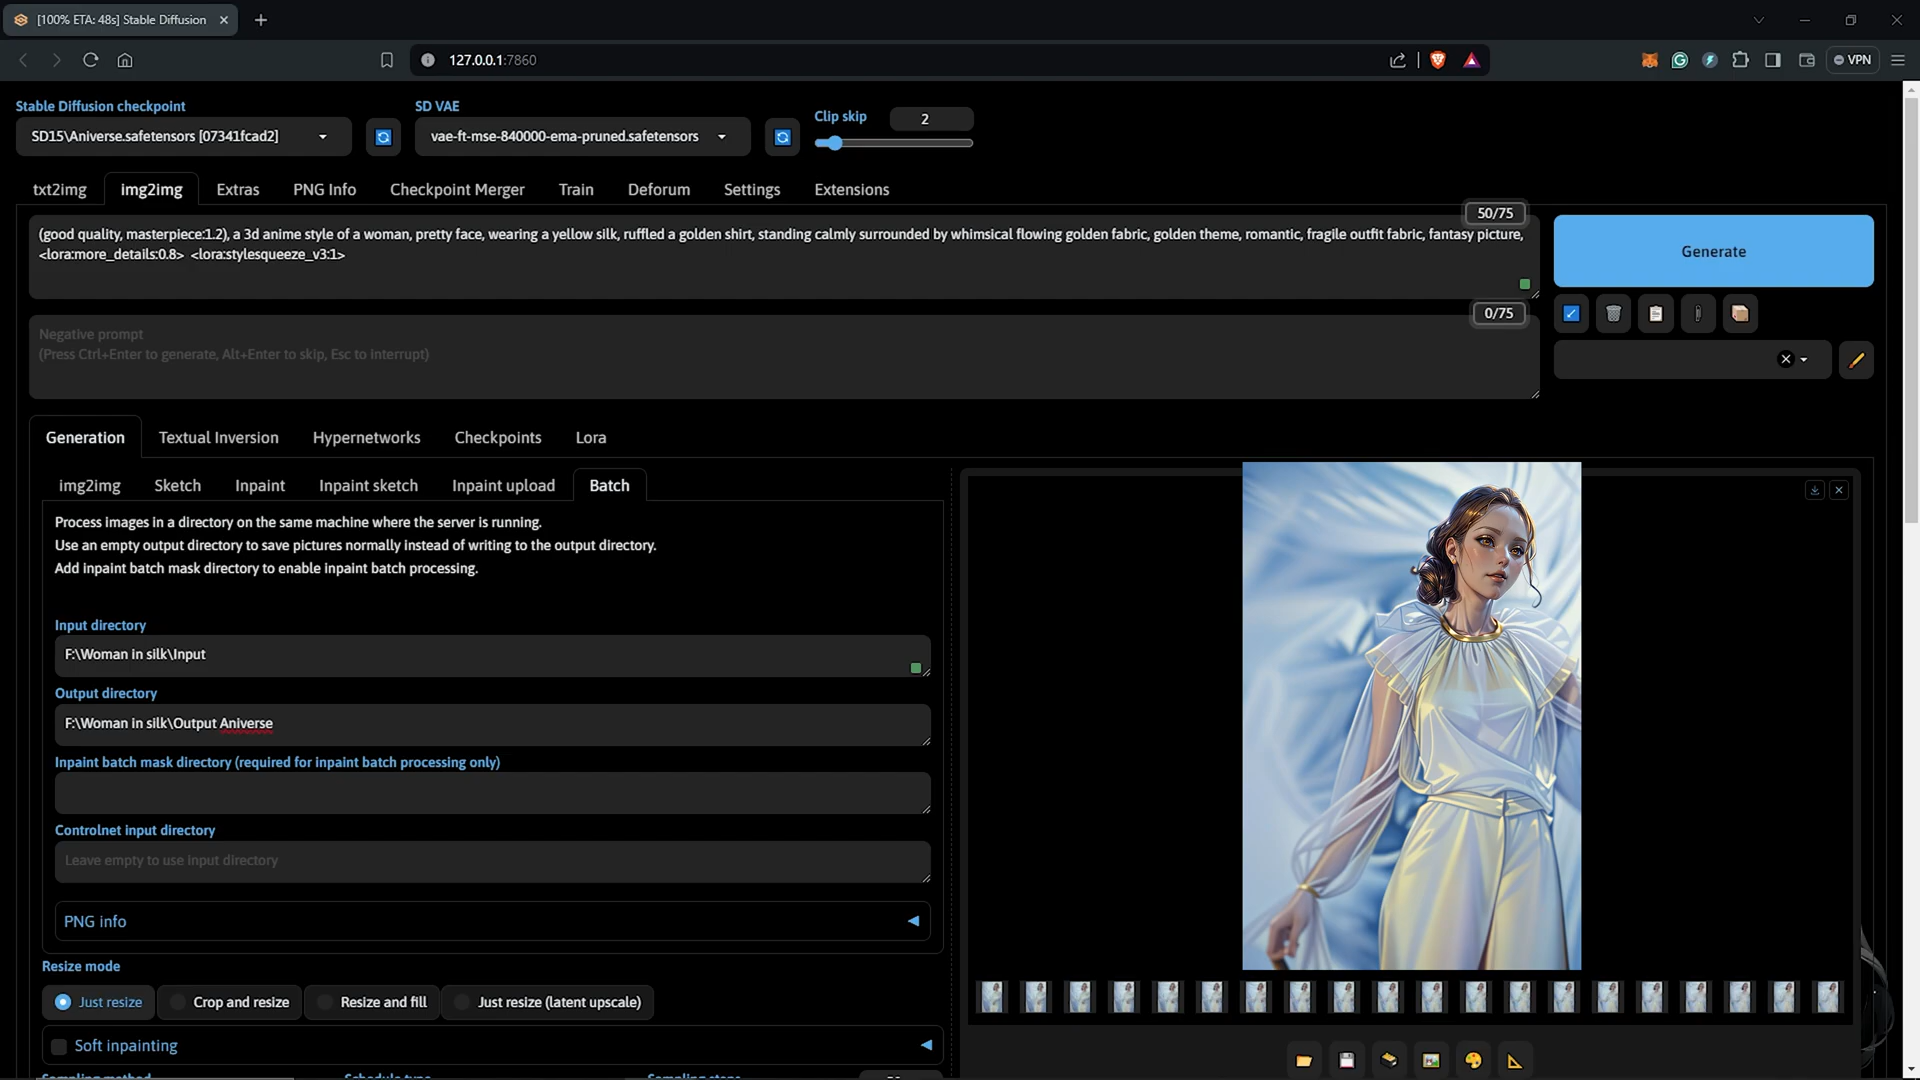 [100% ETA: 48s] Stable Diffusion
127.0.0.1:7860
VPN
Stable Diffusion checkpoint
SD15\Aniverse.safetensors [07341fcad2]
SD VAE
vae-ft-mse-840000-ema-pruned.safetensors
Clip skip
2
txt2img
img2img
Extras
PNG Info
Checkpoint Merger
Train
Deforum
Settings
Extensions
50/75
(good quality, masterpiece:1.2), a 3d anime style of a woman, pretty face, wearing a yellow silk, ruffled a golden shirt, standing calmly surrounded by whimsical flowing golden fabric, golden theme, romantic, fragile outfit fabric, fantasy picture,
<lora:more_details:0.8> <lora:stylesqueeze_v3:1>
Generate
0/75
Negative prompt
(Press Ctrl+Enter to generate, Alt+Enter to skip, Esc to interrupt)
Generation
Textual Inversion
Hypernetworks
Checkpoints
Lora
img2img
Sketch
Inpaint
Inpaint sketch
Inpaint upload
Batch
Process images in a directory on the same machine where the server is running.
Use an empty output directory to save pictures normally instead of writing to the output directory.
Add inpaint batch mask directory to enable inpaint batch processing.
Input directory
F:\Woman in silk\Input
Output directory
F:\Woman in silk\Output Aniverse
Inpaint batch mask directory (required for inpaint batch processing only)
Controlnet input directory
Leave empty to use input directory
PNG info
Resize mode
Just resize
Crop and resize
Resize and fill
Just resize (latent upscale)
Soft inpainting
Sampling method
Schedule type
Sampling steps